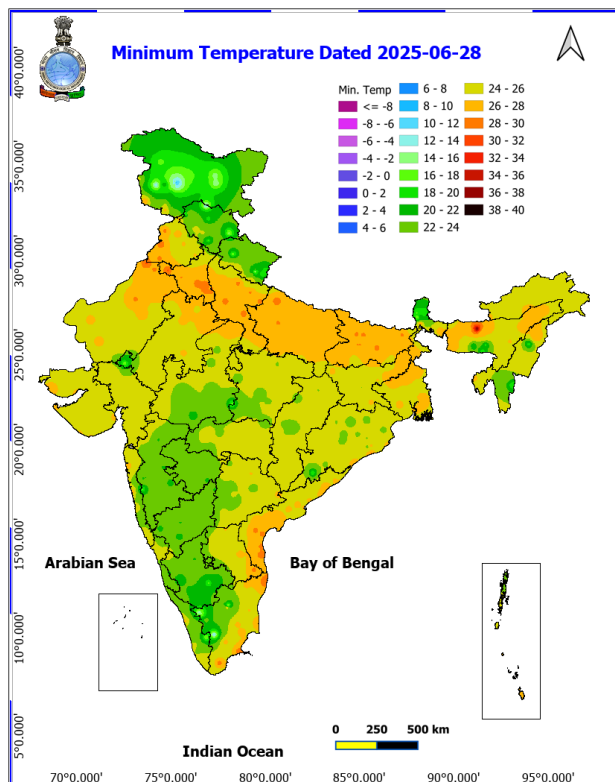 Minimum Temperature Dated 2025-06-28
Min. Temp
<= -8
-8 - -6
-6 - -4
-4 - -2
-2 - 0
0 - 2
2 - 4
4 - 6
6 - 8
8 - 10
10 - 12
12 - 14
14 - 16
16 - 18
18 - 20
20 - 22
22 - 24
24 - 26
26 - 28
28 - 30
30 - 32
32 - 34
34 - 36
36 - 38
38 - 40
40°0.000'
35°0.000'
30°0.000'
25°0.000'
20°0.000'
15°0.000'
10°0.000'
5°0.000'
Arabian Sea
Bay of Bengal
Indian Ocean
0 250 500 km
70°0.000' 75°0.000' 80°0.000' 85°0.000' 90°0.000' 95°0.000'